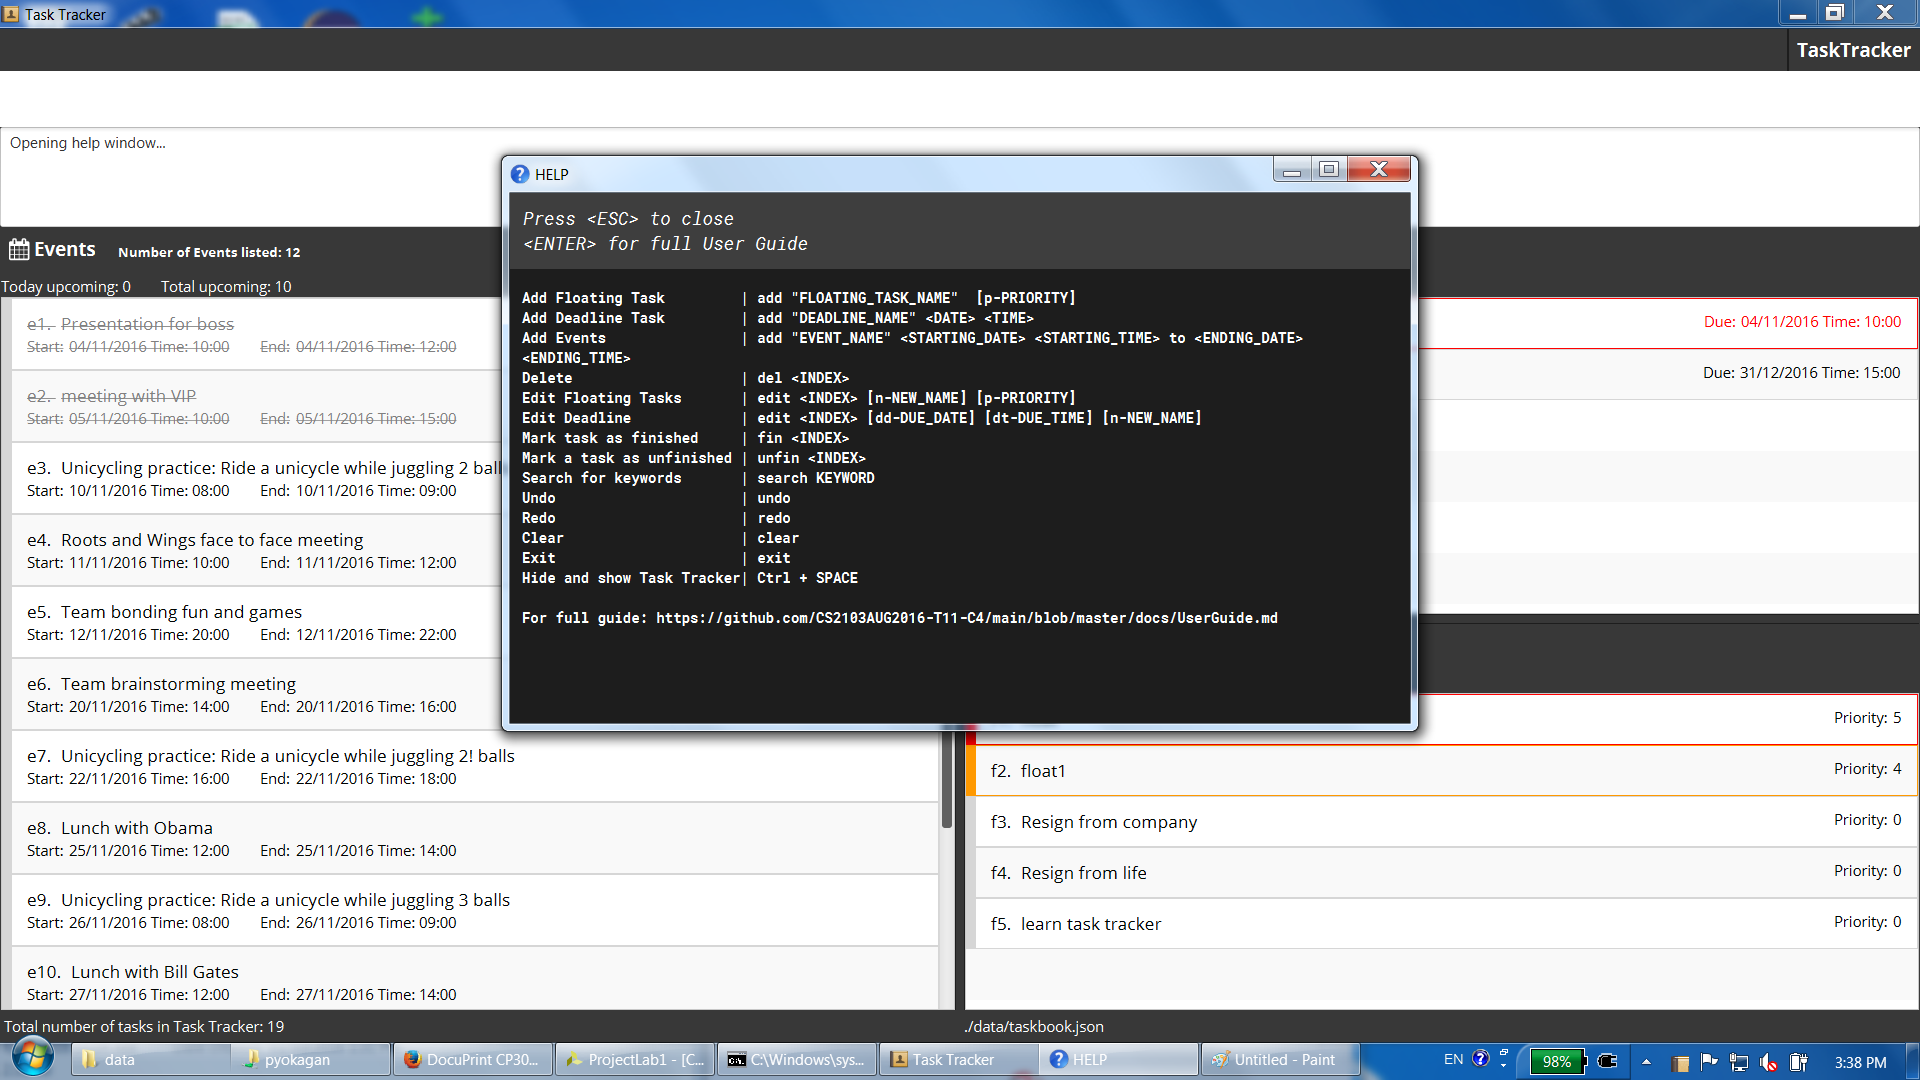 Task Tracker
TaskTracker
Opening help window...
Events Number of Events listed: 12
Today upcoming: 0 Total upcoming: 10
e1. Presentation for boss
Start: 04/11/2016 Time: 10:00 End: 04/11/2016 Time: 12:00
e2. meeting with VIP
Start: 05/11/2016 Time: 10:00 End: 05/11/2016 Time: 15:00
e3. Unicycling practice: Ride a unicycle while juggling 2 ball
Start: 10/11/2016 Time: 08:00 End: 10/11/2016 Time: 09:00
e4. Roots and Wings face to face meeting
Start: 11/11/2016 Time: 10:00 End: 11/11/2016 Time: 12:00
e5. Team bonding fun and games
Start: 12/11/2016 Time: 20:00 End: 12/11/2016 Time: 22:00
e6. Team brainstorming meeting
Start: 20/11/2016 Time: 14:00 End: 20/11/2016 Time: 16:00
e7. Unicycling practice: Ride a unicycle while juggling 2! balls
Start: 22/11/2016 Time: 16:00 End: 22/11/2016 Time: 18:00
e8. Lunch with Obama
Start: 25/11/2016 Time: 12:00 End: 25/11/2016 Time: 14:00
e9. Unicycling practice: Ride a unicycle while juggling 3 balls
Start: 26/11/2016 Time: 08:00 End: 26/11/2016 Time: 09:00
e10. Lunch with Bill Gates
Start: 27/11/2016 Time: 12:00 End: 27/11/2016 Time: 14:00
HELP
Press <ESC> to close
<ENTER> for full User Guide
Add Floating Task | add "FLOATING_TASK_NAME" [p-PRIORITY]
Add Deadline Task | add "DEADLINE_NAME" <DATE> <TIME>
Add Events | add "EVENT_NAME" <STARTING_DATE> <STARTING_TIME> to <ENDING_DATE>
<ENDING_TIME>
Delete | del <INDEX>
Edit Floating Tasks | edit <INDEX> [n-NEW_NAME] [p-PRIORITY]
Edit Deadline | edit <INDEX> [dd-DUE_DATE] [dt-DUE_TIME] [n-NEW_NAME]
Mark task as finished | fin <INDEX>
Mark a task as unfinished | unfin <INDEX>
Search for keywords | search KEYWORD
Undo | undo
Redo | redo
Clear | clear
Exit | exit
Hide and show Task Tracker| Ctrl + SPACE
For full guide: https://github.com/CS2103AUG2016-T11-C4/main/blob/master/docs/UserGuide.md
Due: 04/11/2016 Time: 10:00
Due: 31/12/2016 Time: 15:00
Priority: 5
f2. float1 Priority: 4
f3. Resign from company Priority: 0
f4. Resign from life Priority: 0
f5. learn task tracker Priority: 0
Total number of tasks in Task Tracker: 19 ./data/taskbook.json
data pyokagan DocuPrint CP30... ProjectLab1 - [C... C:\Windows\sys... Task Tracker HELP Untitled - Paint EN 98% 3:38 PM